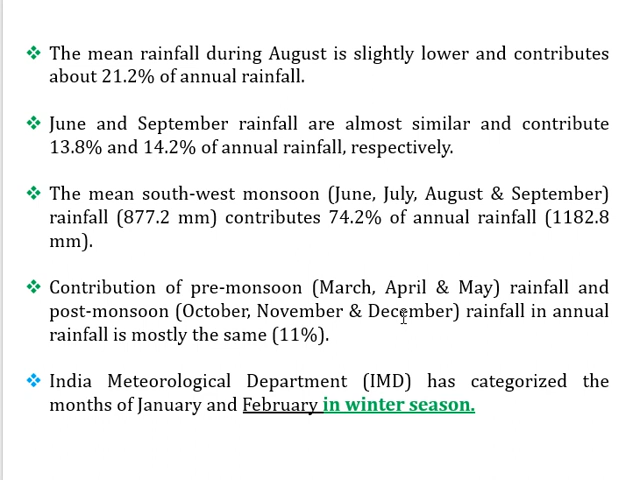 The mean rainfall during August is slightly lower and contributes
about 21.2% of annual rainfall.
June and September rainfall are almost similar and contribute
13.8% and 14.2% of annual rainfall, respectively.
The mean south-west monsoon (June, July, August & September)
rainfall (877.2 mm) contributes 74.2% of annual rainfall (1182.8
mm).
Contribution of pre-monsoon (March, April & May) rainfall and
post-monsoon (October, November & December) rainfall in annual
rainfall is mostly the same (11%).
India Meteorological Department (IMD) has categorized the
months of January and February in winter season.